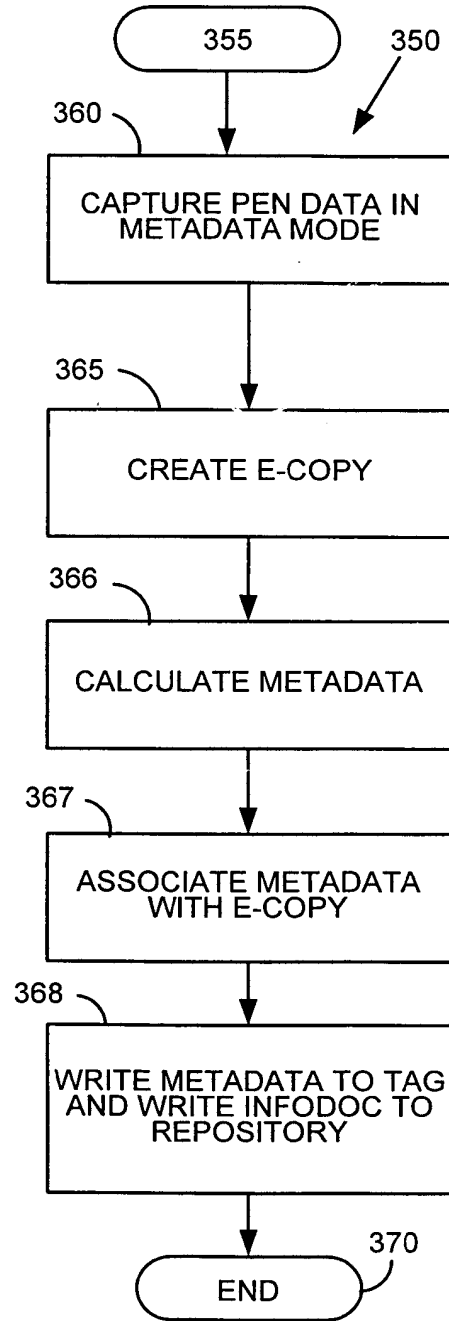 355
350
360
CAPTURE PEN DATA IN
METADATA MODE
365
CREATE E-COPY
366
CALCULATE METADATA
367
ASSOCIATE METADATA
WITH E-COPY
368
WRITE METADATA TO TAG
AND WRITE INFODOC TO
REPOSITORY
370
END